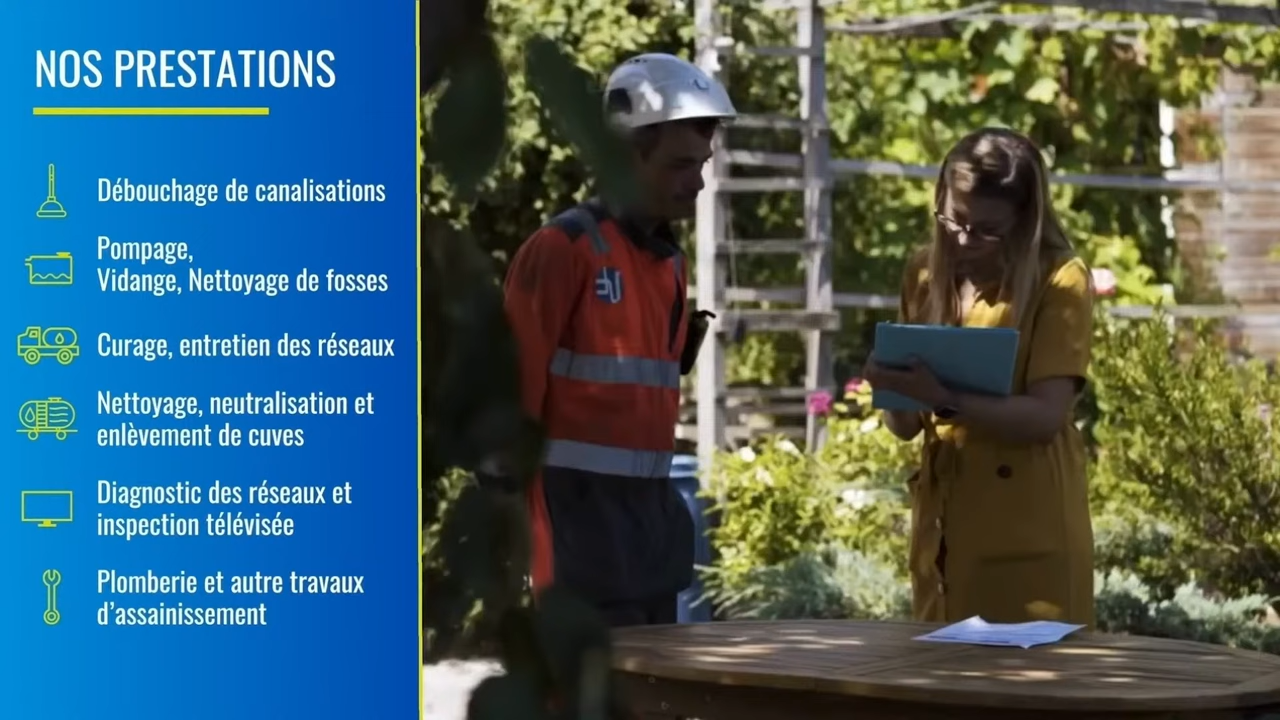 NOS PRESTATIONS
Débouchage de canalisations
Pompage,
Vidange, Nettoyage de fosses
Curage, entretien des réseaux
Nettoyage, neutralisation et
enlèvement de cuves
Diagnostic des réseaux et
inspection télévisée
Plomberie et autre travaux
d’assainissement